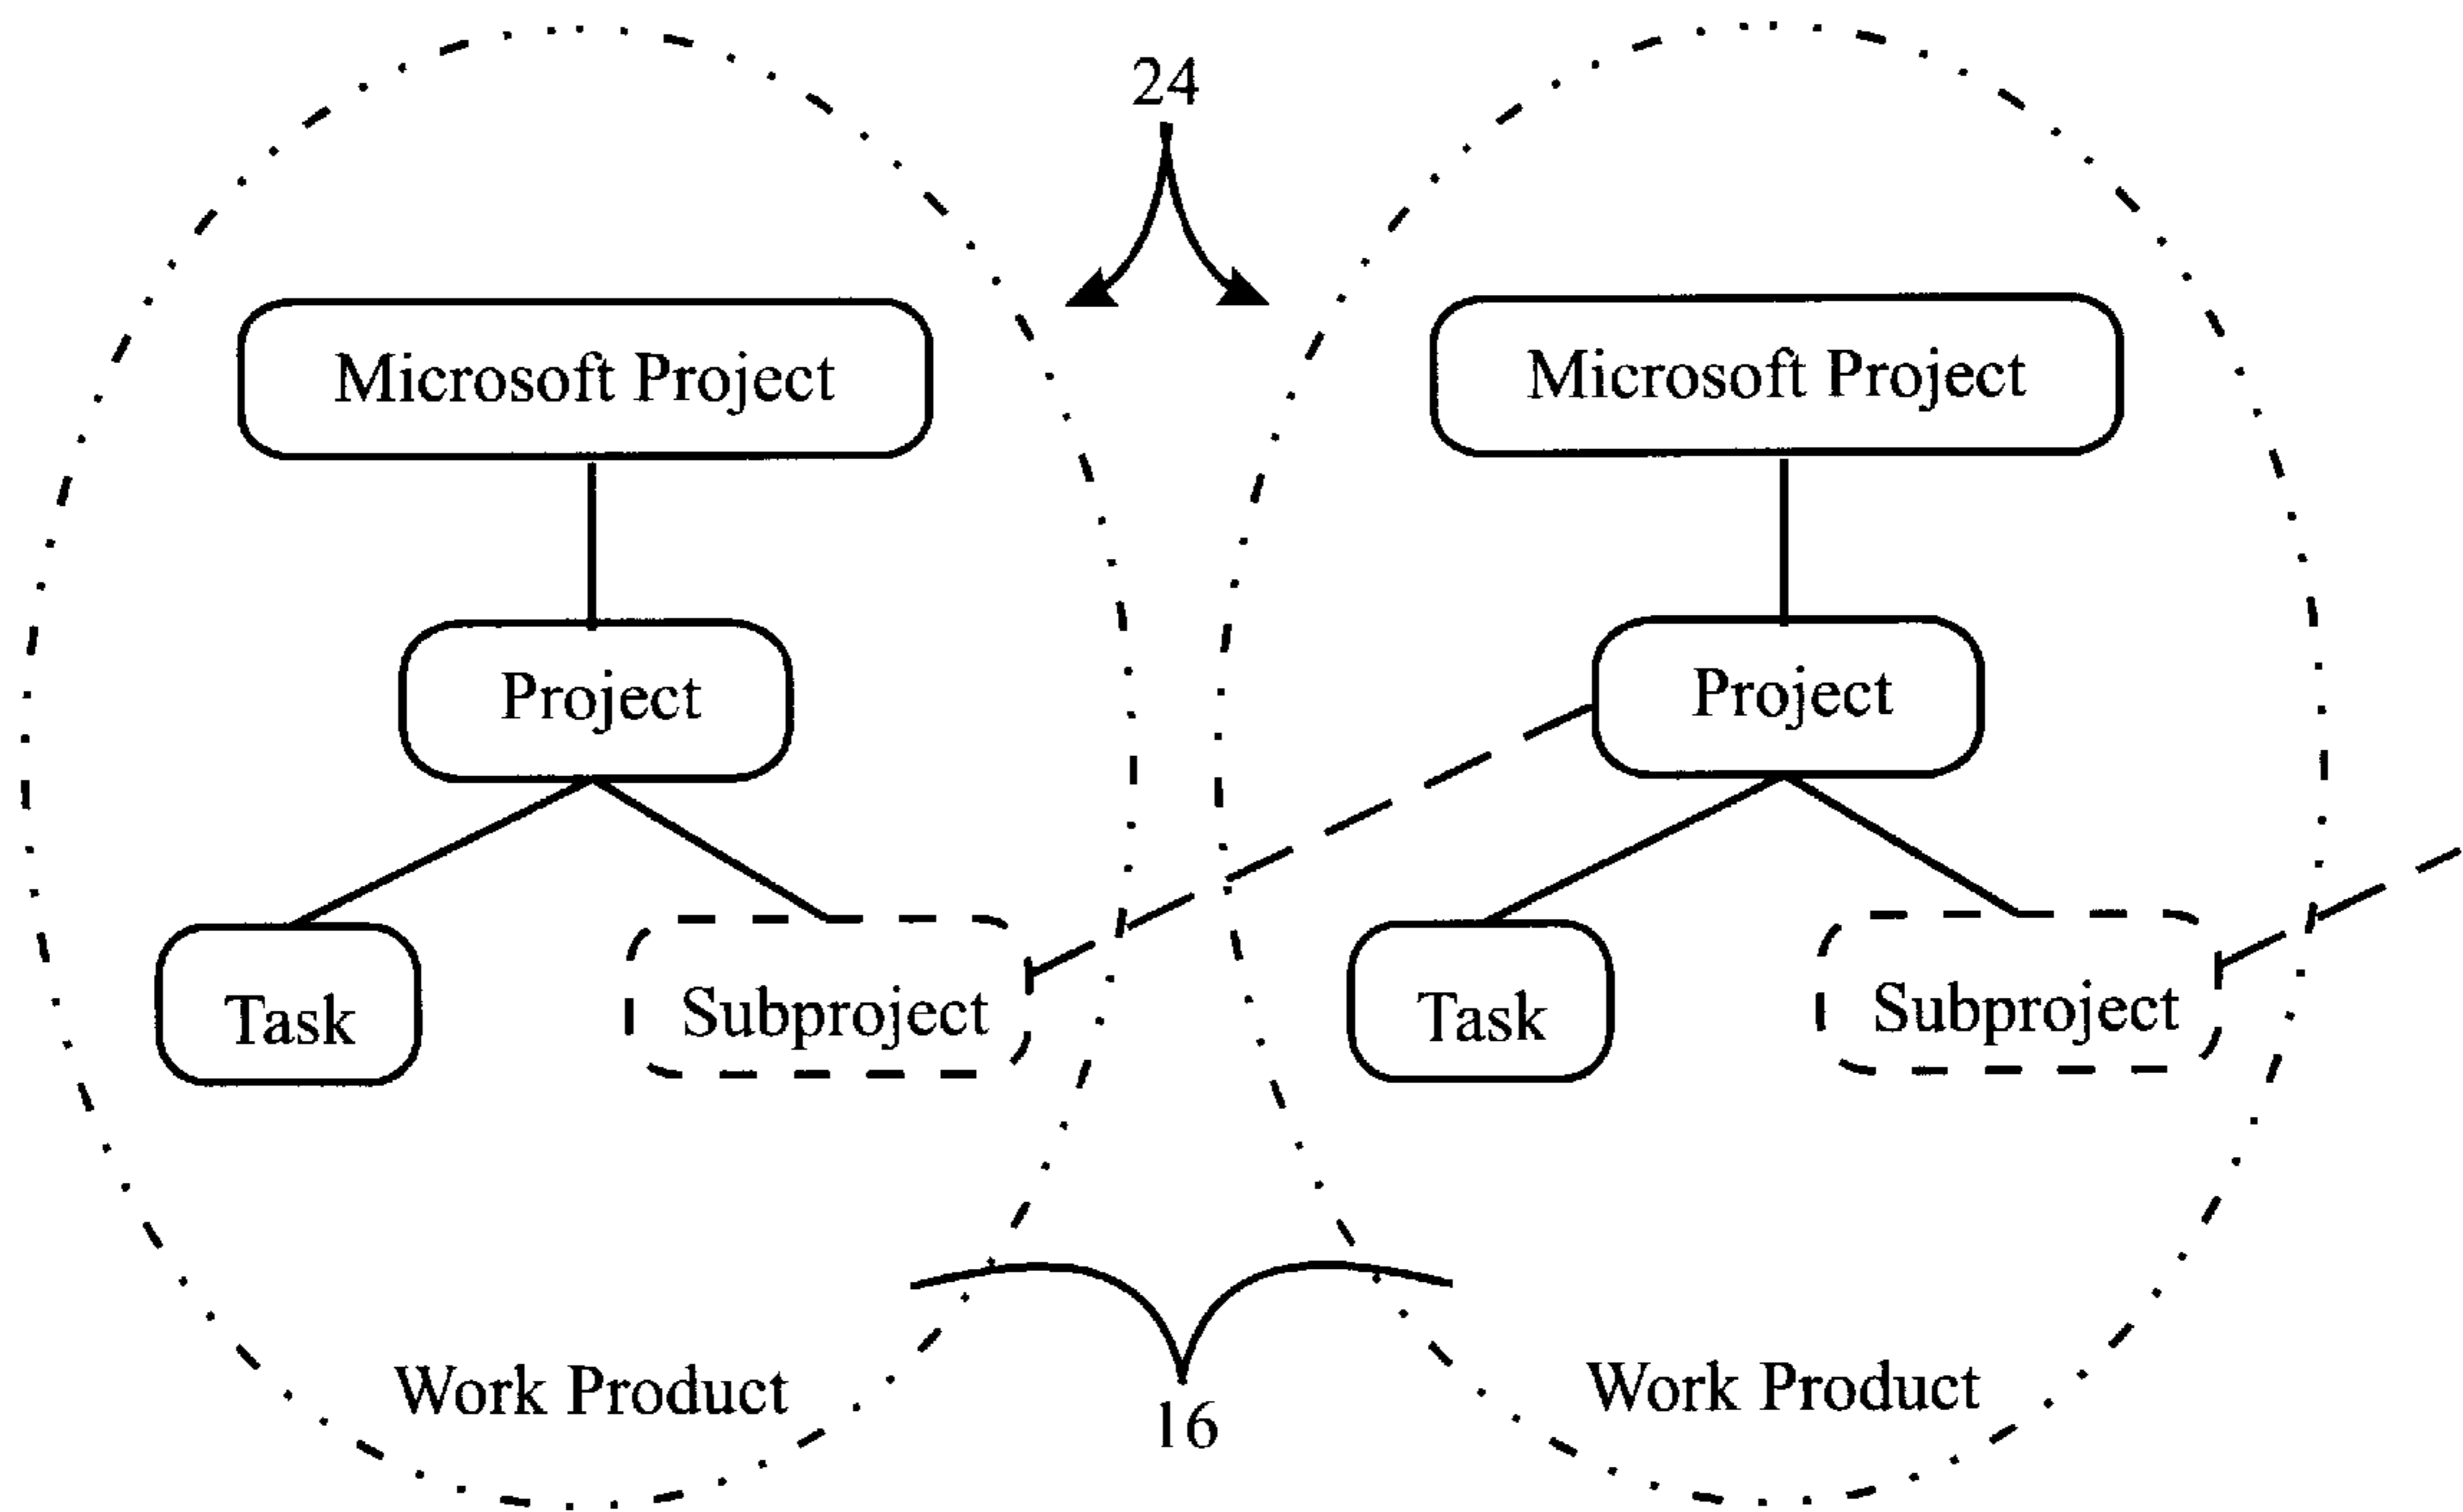 24
Microsoft Project
Microsoft Project
Project
Project
Task
Subproject
Task
Subproject
Work Product
Work Product
16